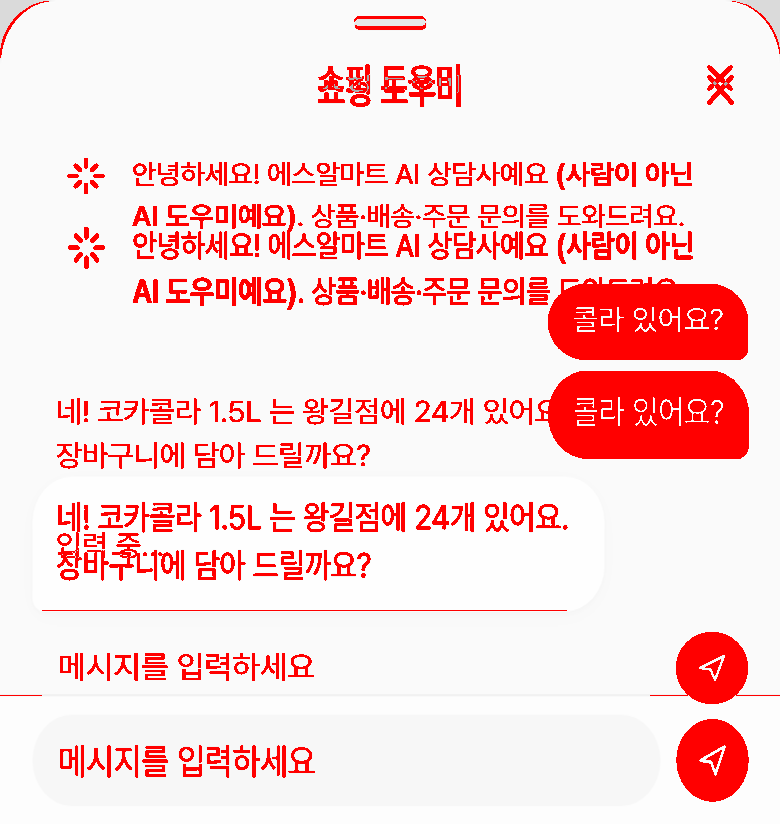 쇼핑 도우미
안녕하세요! 에스알마트 AI 상담사예요 (사람이 아닌
AI 도우미예요). 상품·배송·주문 문의를 도와드려요.
안녕하세요! 에스알마트 AI 상담사예요 (사람이 아닌
AI 도우미예요). 상품·배송·주문 문의를 도와드려요.
콜라 있어요?
콜라 있어요?
네! 코카콜라 1.5L 는 왕길점에 24개 있어요
장바구니에 담아 드릴까요?
네! 코카콜라 1.5L 는 왕길점에 24개 있어요.
입력 중...
장바구니에 담아 드릴까요?
메시지를 입력하세요
메시지를 입력하세요